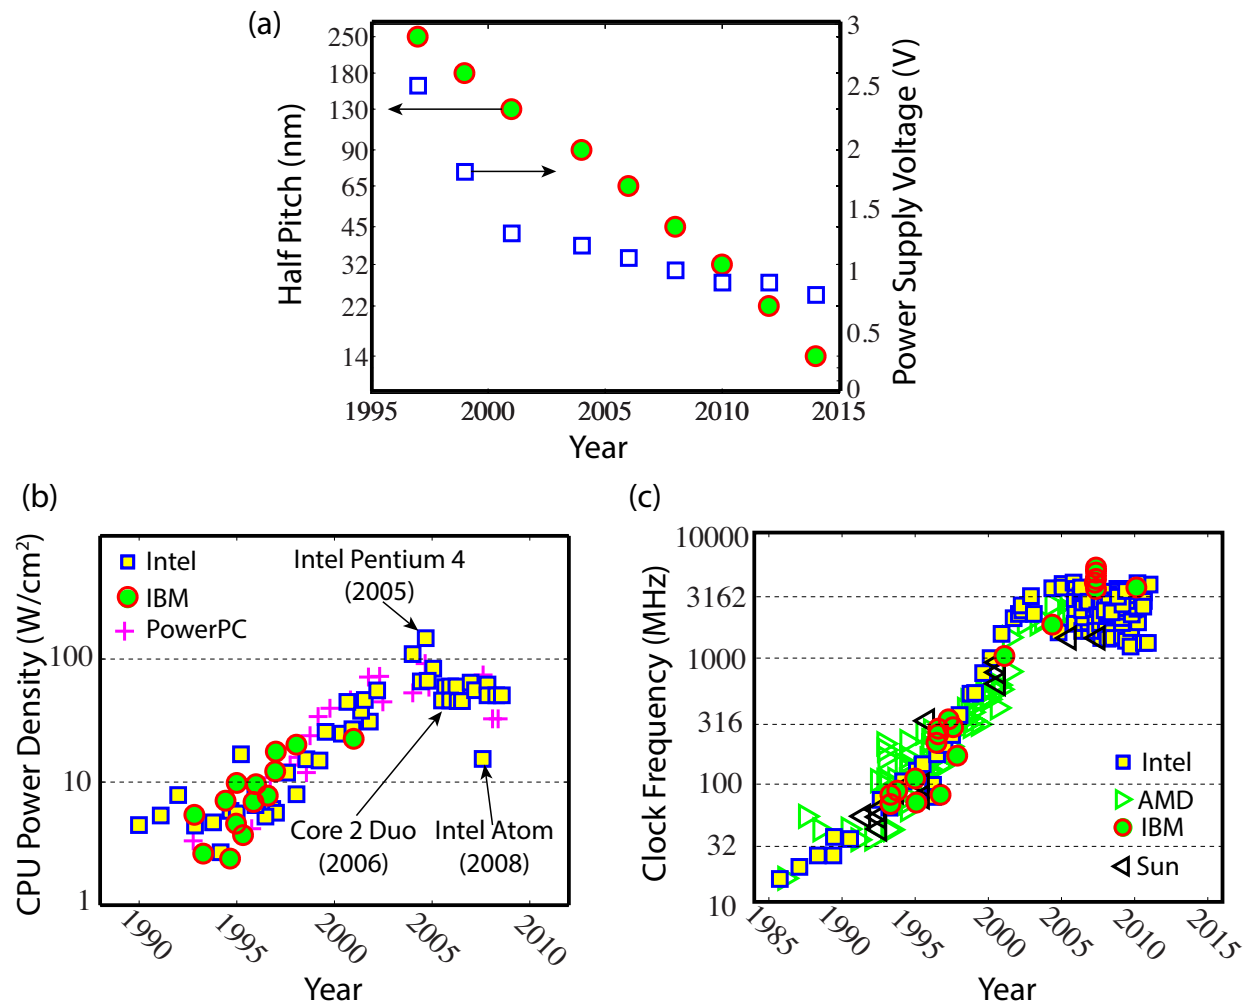 (a)
Half Pitch (nm)
250
180
130
90
65
45
32
22
14
3
2.5
2
1.5
1
0.5
0
Power Supply Voltage (V)
1995
2000
2005
2010
2015
Year
(b)
CPU Power Density (W/cm²)
100
10
1
Intel
IBM
PowerPC
Intel Pentium 4
(2005)
Core 2 Duo
(2006)
Intel Atom
(2008)
1990
1995
2000
2005
2010
Year
(c)
Clock Frequency (MHz)
10000
3162
1000
316
100
32
10
Intel
AMD
IBM
Sun
1985
1990
1995
2000
2005
2010
2015
Year